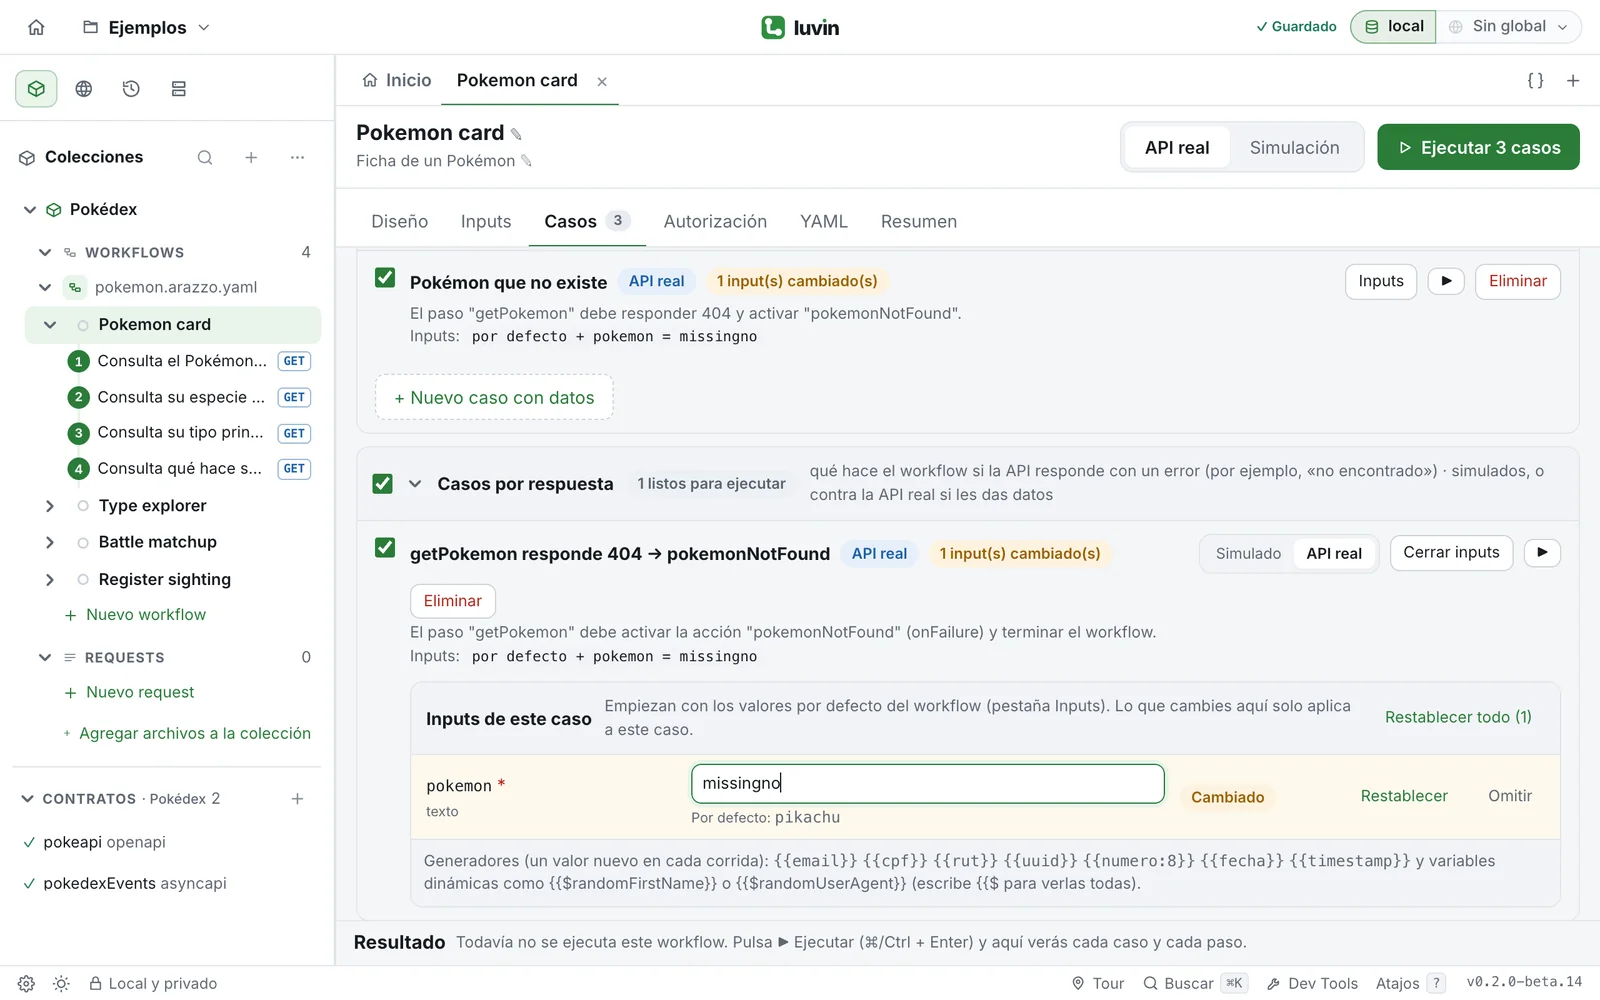 Ejemplos
luvin
✓ Guardado
local
Sin global
Inicio
Pokemon card
{ }
Pokemon card
Ficha de un Pokémon
API real
Simulación
Ejecutar 3 casos
Diseño
Inputs
Casos 3
Autorización
YAML
Resumen
Colecciones
Pokédex
WORKFLOWS 4
pokemon.arazzo.yaml
Pokemon card
1 Consulta el Pokémon... GET
2 Consulta su especie ... GET
3 Consulta su tipo prin... GET
4 Consulta qué hace s... GET
Type explorer
Battle matchup
Register sighting
+ Nuevo workflow
REQUESTS 0
+ Nuevo request
+ Agregar archivos a la colección
CONTRATOS · Pokédex 2
✓ pokeapi openapi
✓ pokedexEvents asyncapi
Pokémon que no existe API real 1 input(s) cambiado(s)
Inputs
Eliminar
El paso "getPokemon" debe responder 404 y activar "pokemonNotFound".
Inputs: por defecto + pokemon = missingno
+ Nuevo caso con datos
Casos por respuesta 1 listos para ejecutar
qué hace el workflow si la API responde con un error (por ejemplo, «no encontrado») · simulados, o
contra la API real si les das datos
getPokemon responde 404 → pokemonNotFound API real 1 input(s) cambiado(s)
Simulado
API real
Cerrar inputs
Eliminar
El paso "getPokemon" debe activar la acción "pokemonNotFound" (onFailure) y terminar el workflow.
Inputs: por defecto + pokemon = missingno
Inputs de este caso
Empiezan con los valores por defecto del workflow (pestaña Inputs). Lo que cambies aquí solo aplica
a este caso.
Restablecer todo (1)
pokemon *
texto
missingno
Por defecto: pikachu
Cambiado
Restablecer
Omitir
Generadores (un valor nuevo en cada corrida): {{email}} {{cpf}} {{rut}} {{uuid}} {{numero:8}} {{fecha}} {{timestamp}} y variables
dinámicas como {{$randomFirstName}} o {{$randomUserAgent}} (escribe {{$ para verlas todas).
Resultado Todavía no se ejecuta este workflow. Pulsa ▶ Ejecutar (⌘/Ctrl + Enter) y aquí verás cada caso y cada paso.
Local y privado
Tour
Buscar ⌘K
Dev Tools
Atajos ?
v0.2.0-beta.14